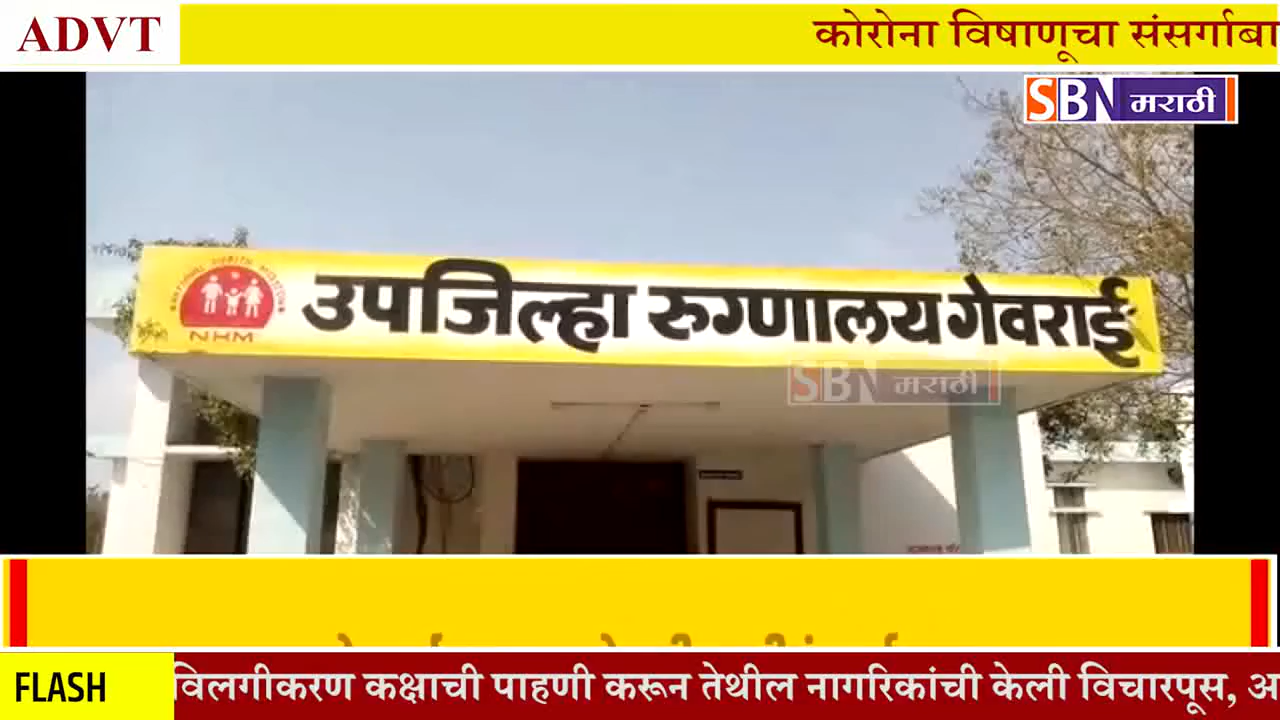 ADVT
कोरोना विषाणूचा संसर्गाबा
SBN मराठी
NATIONAL HEALTH MISSION
NHM
उपजिल्हा रुग्णालय गेवराई
SBN मराठी
FLASH
विलगीकरण कक्षाची पाहणी करून तेथील नागरिकांची केली विचारपूस, अ